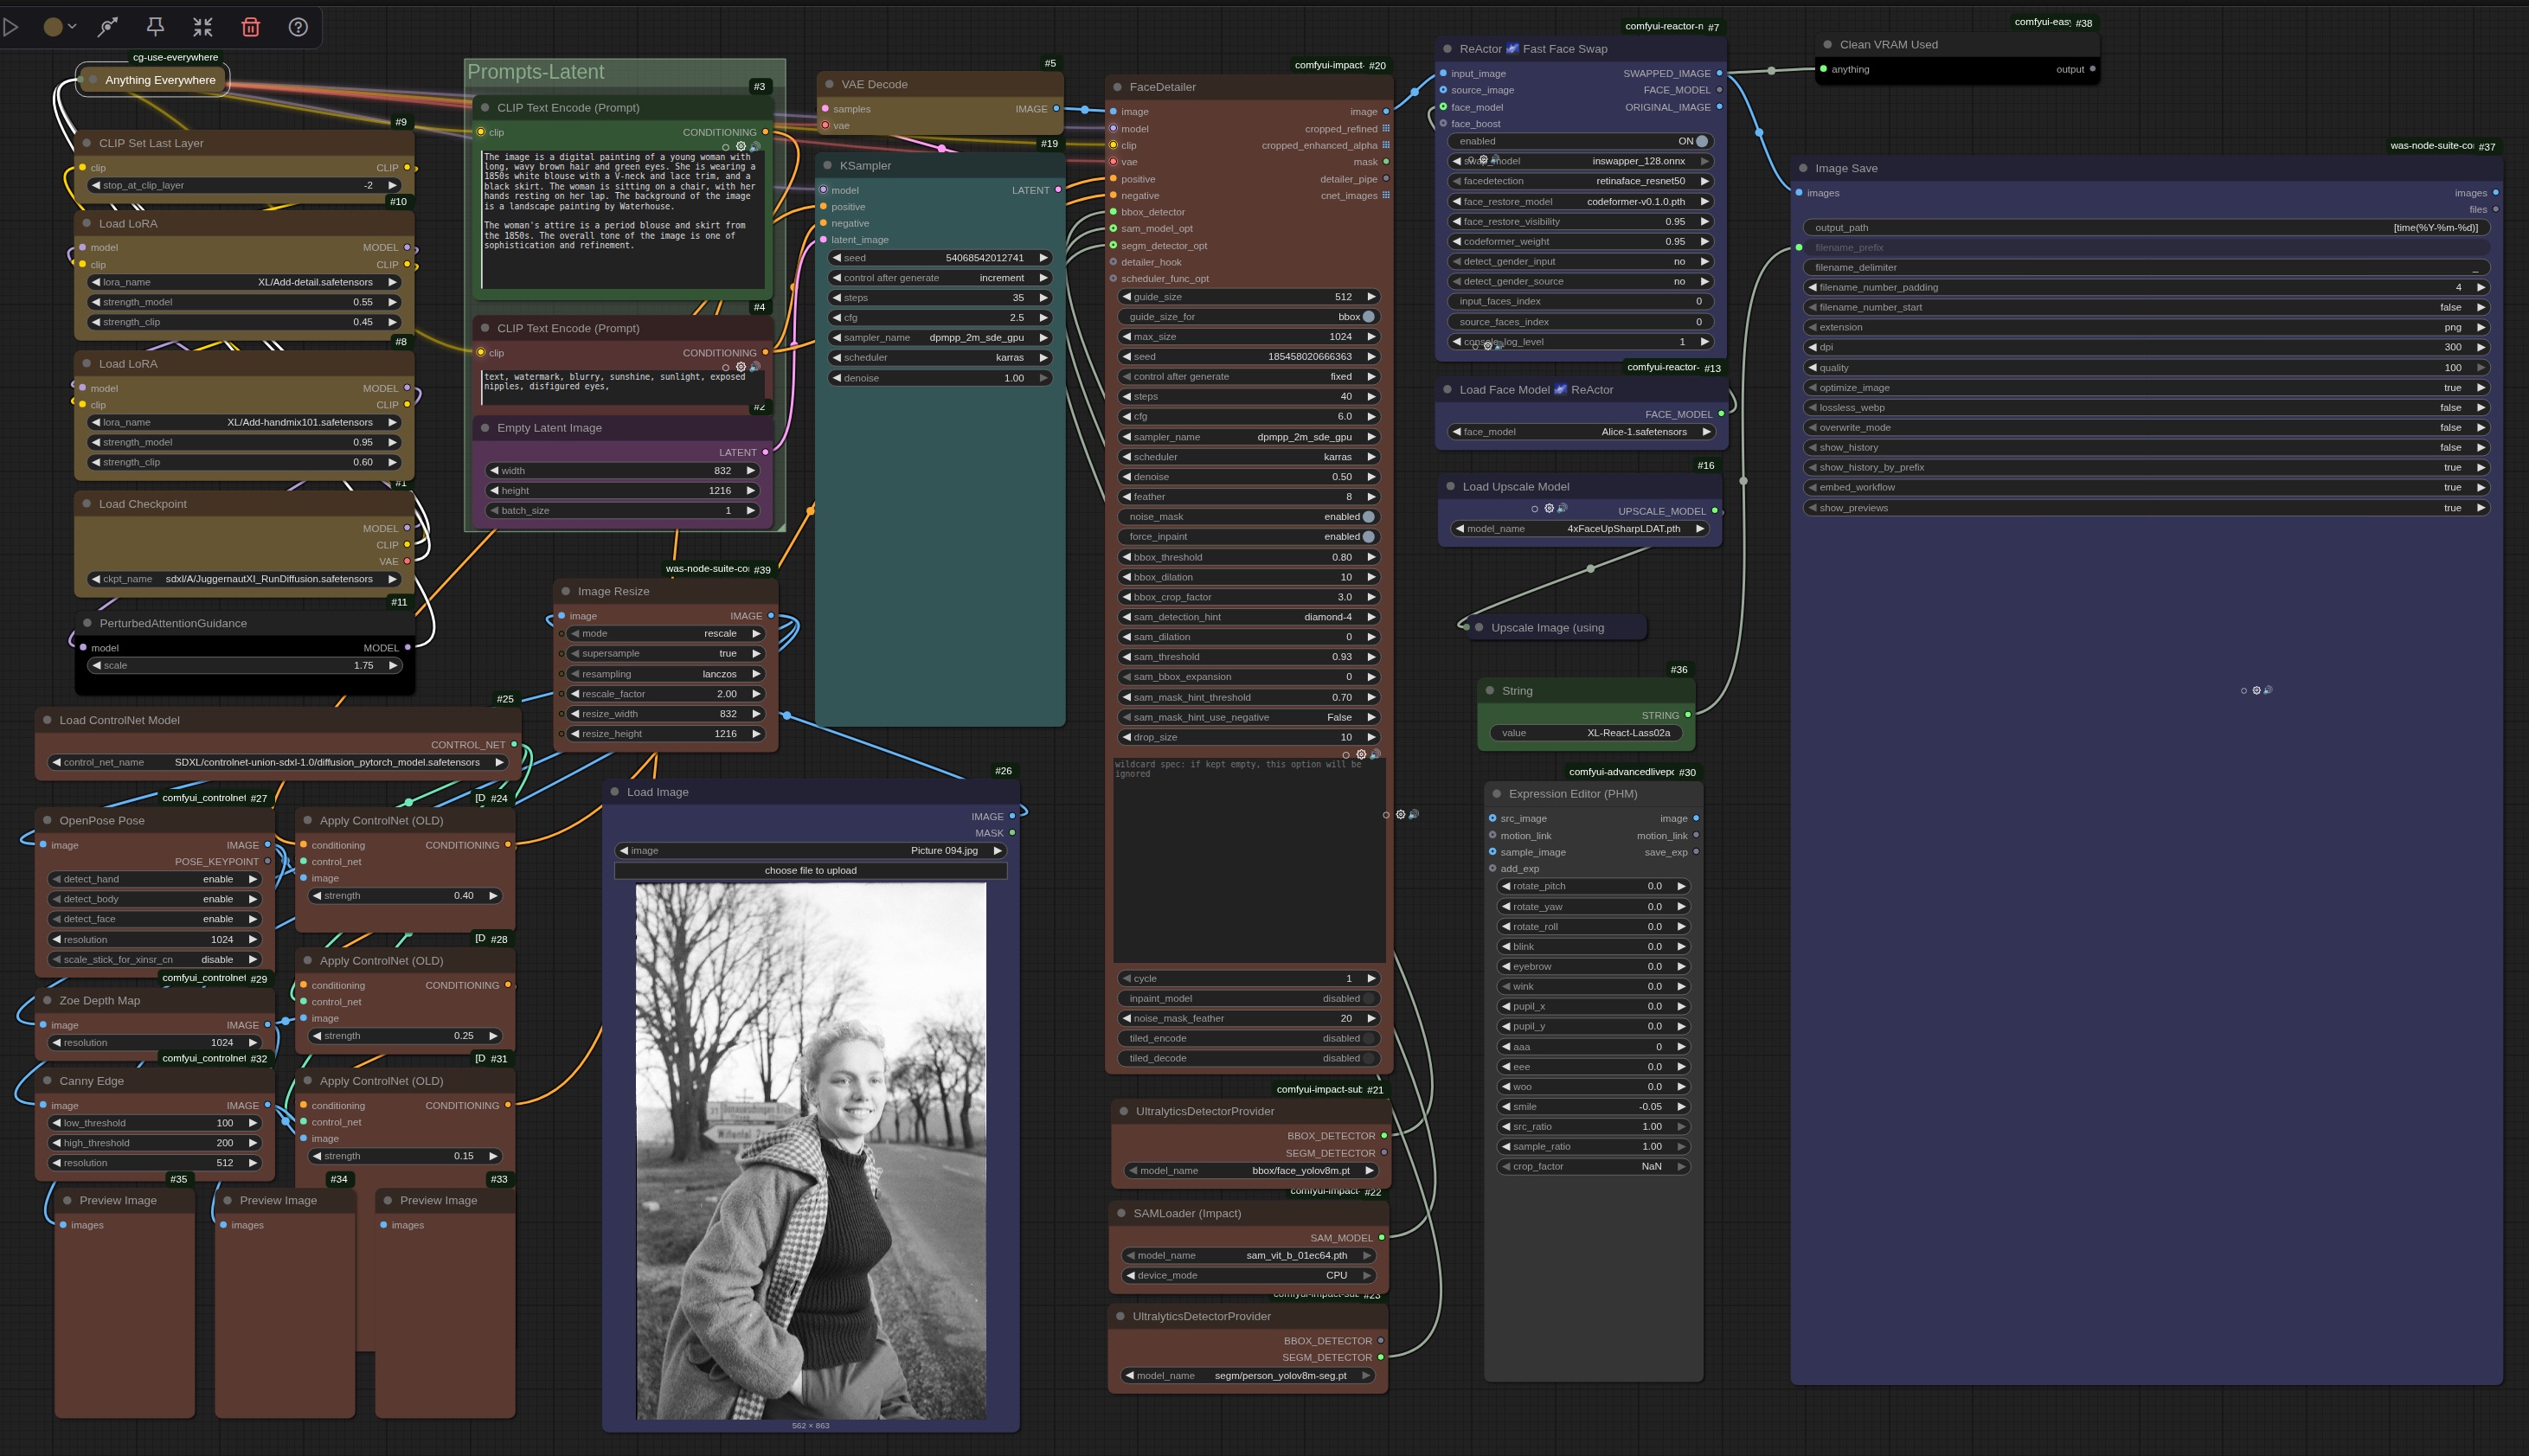 cg-use-everywhere
Anything Everywhere
#9
CLIP Set Last Layer
clip CLIP
stop_at_clip_layer -2
#10
Load LoRA
model MODEL
clip CLIP
lora_name XL/Add-detail.safetensors
strength_model 0.55
strength_clip 0.45
#8
Load LoRA
model MODEL
clip CLIP
lora_name XL/Add-handmix101.safetensors
strength_model 0.95
strength_clip 0.60
#1
Load Checkpoint
MODEL
CLIP
VAE
ckpt_name sdxl/A/JuggernautXI_RunDiffusion.safetensors
#11
PerturbedAttentionGuidance
model MODEL
scale 1.75
Prompts-Latent
#3
CLIP Text Encode (Prompt)
clip CONDITIONING
The image is a digital painting of a young woman with
long, wavy brown hair and green eyes. She is wearing a
1850s white blouse with a V-neck and lace trim, and a
black skirt. The woman is sitting on a chair, with her
hands resting on her lap. The background of the image
is a landscape painting by Waterhouse.
The woman's attire is a period blouse and skirt from
the 1850s. The overall tone of the image is one of
sophistication and refinement.
#4
CLIP Text Encode (Prompt)
clip CONDITIONING
text, watermark, blurry, sunshine, sunlight, exposed
nipples, disfigured eyes,
#2
Empty Latent Image
LATENT
width 832
height 1216
batch_size 1
#5
VAE Decode
samples IMAGE
vae
#19
KSampler
model LATENT
positive
negative
latent_image
seed 54068542012741
control after generate increment
steps 35
cfg 2.5
sampler_name dpmpp_2m_sde_gpu
scheduler karras
denoise 1.00
was-node-suite-co #39
Image Resize
image IMAGE
mode rescale
supersample true
resampling lanczos
rescale_factor 2.00
resize_width 832
resize_height 1216
#25
Load ControlNet Model
CONTROL_NET
control_net_name SDXL/controlnet-union-sdxl-1.0/diffusion_pytorch_model.safetensors
comfyui_controlnet #27
OpenPose Pose
image IMAGE
POSE_KEYPOINT
detect_hand enable
detect_body enable
detect_face enable
resolution 1024
scale_stick_for_xinsr_cn disable
[D #24
Apply ControlNet (OLD)
conditioning CONDITIONING
control_net
image
strength 0.40
comfyui_controlnet #29
Zoe Depth Map
image IMAGE
resolution 1024
[D #28
Apply ControlNet (OLD)
conditioning CONDITIONING
control_net
image
strength 0.25
comfyui_controlnet #32
Canny Edge
image IMAGE
low_threshold 100
high_threshold 200
resolution 512
[D #31
Apply ControlNet (OLD)
conditioning CONDITIONING
control_net
image
strength 0.15
#35
Preview Image
images
#34
Preview Image
images
#33
Preview Image
images
#26
Load Image
IMAGE
MASK
image Picture 094.jpg
choose file to upload
562 × 863
comfyui-impact- #20
FaceDetailer
image image
model cropped_refined
clip cropped_enhanced_alpha
vae mask
positive detailer_pipe
negative cnet_images
bbox_detector
sam_model_opt
segm_detector_opt
detailer_hook
scheduler_func_opt
guide_size 512
guide_size_for bbox
max_size 1024
seed 185458020666363
control after generate fixed
steps 40
cfg 6.0
sampler_name dpmpp_2m_sde_gpu
scheduler karras
denoise 0.50
feather 8
noise_mask enabled
force_inpaint enabled
bbox_threshold 0.80
bbox_dilation 10
bbox_crop_factor 3.0
sam_detection_hint diamond-4
sam_dilation 0
sam_threshold 0.93
sam_bbox_expansion 0
sam_mask_hint_threshold 0.70
sam_mask_hint_use_negative False
drop_size 10
wildcard spec: if kept empty, this option will be
ignored
cycle 1
inpaint_model disabled
noise_mask_feather 20
tiled_encode disabled
tiled_decode disabled
comfyui-impact-sub #21
UltralyticsDetectorProvider
BBOX_DETECTOR
SEGM_DETECTOR
model_name bbox/face_yolov8m.pt
comfyui-impact- #22
SAMLoader (Impact)
SAM_MODEL
model_name sam_vit_b_01ec64.pth
device_mode CPU
comfyui-impact-sub #23
UltralyticsDetectorProvider
BBOX_DETECTOR
SEGM_DETECTOR
model_name segm/person_yolov8m-seg.pt
comfyui-reactor-n #7
ReActor Fast Face Swap
input_image SWAPPED_IMAGE
source_image FACE_MODEL
face_model ORIGINAL_IMAGE
face_boost
enabled ON
swap_model inswapper_128.onnx
facedetection retinaface_resnet50
face_restore_model codeformer-v0.1.0.pth
face_restore_visibility 0.95
codeformer_weight 0.95
detect_gender_input no
detect_gender_source no
input_faces_index 0
source_faces_index 0
console_log_level 1
comfyui-reactor- #13
Load Face Model ReActor
FACE_MODEL
face_model Alice-1.safetensors
#16
Load Upscale Model
UPSCALE_MODEL
model_name 4xFaceUpSharpLDAT.pth
Upscale Image (using
#36
String
STRING
value XL-React-Lass02a
comfyui-advancedlivepo #30
Expression Editor (PHM)
src_image image
motion_link motion_link
sample_image save_exp
add_exp
rotate_pitch 0.0
rotate_yaw 0.0
rotate_roll 0.0
blink 0.0
eyebrow 0.0
wink 0.0
pupil_x 0.0
pupil_y 0.0
aaa 0
eee 0.0
woo 0.0
smile -0.05
src_ratio 1.00
sample_ratio 1.00
crop_factor NaN
comfyui-easy #38
Clean VRAM Used
anything output
was-node-suite-co #37
Image Save
images images
files
output_path [time(%Y-%m-%d)]
filename_prefix
filename_delimiter _
filename_number_padding 4
filename_number_start false
extension png
dpi 300
quality 100
optimize_image true
lossless_webp false
overwrite_mode false
show_history false
show_history_by_prefix true
embed_workflow true
show_previews true